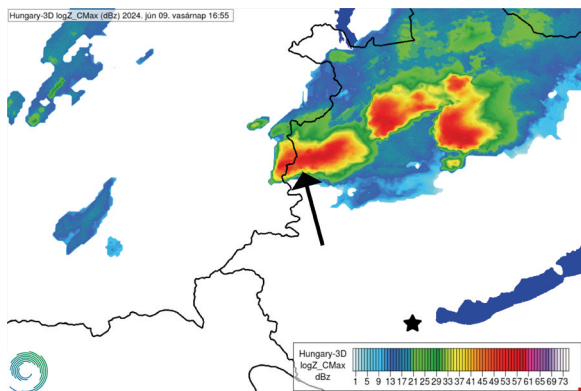 Hungary-3D logZ_CMax (dBz) 2024. jún 09. vasárnap 16:55
Hungary-3D
logZ_CMax
dBz
1 5 9 13 17 21 25 29 33 37 41 45 49 53 57 61 65 69 73